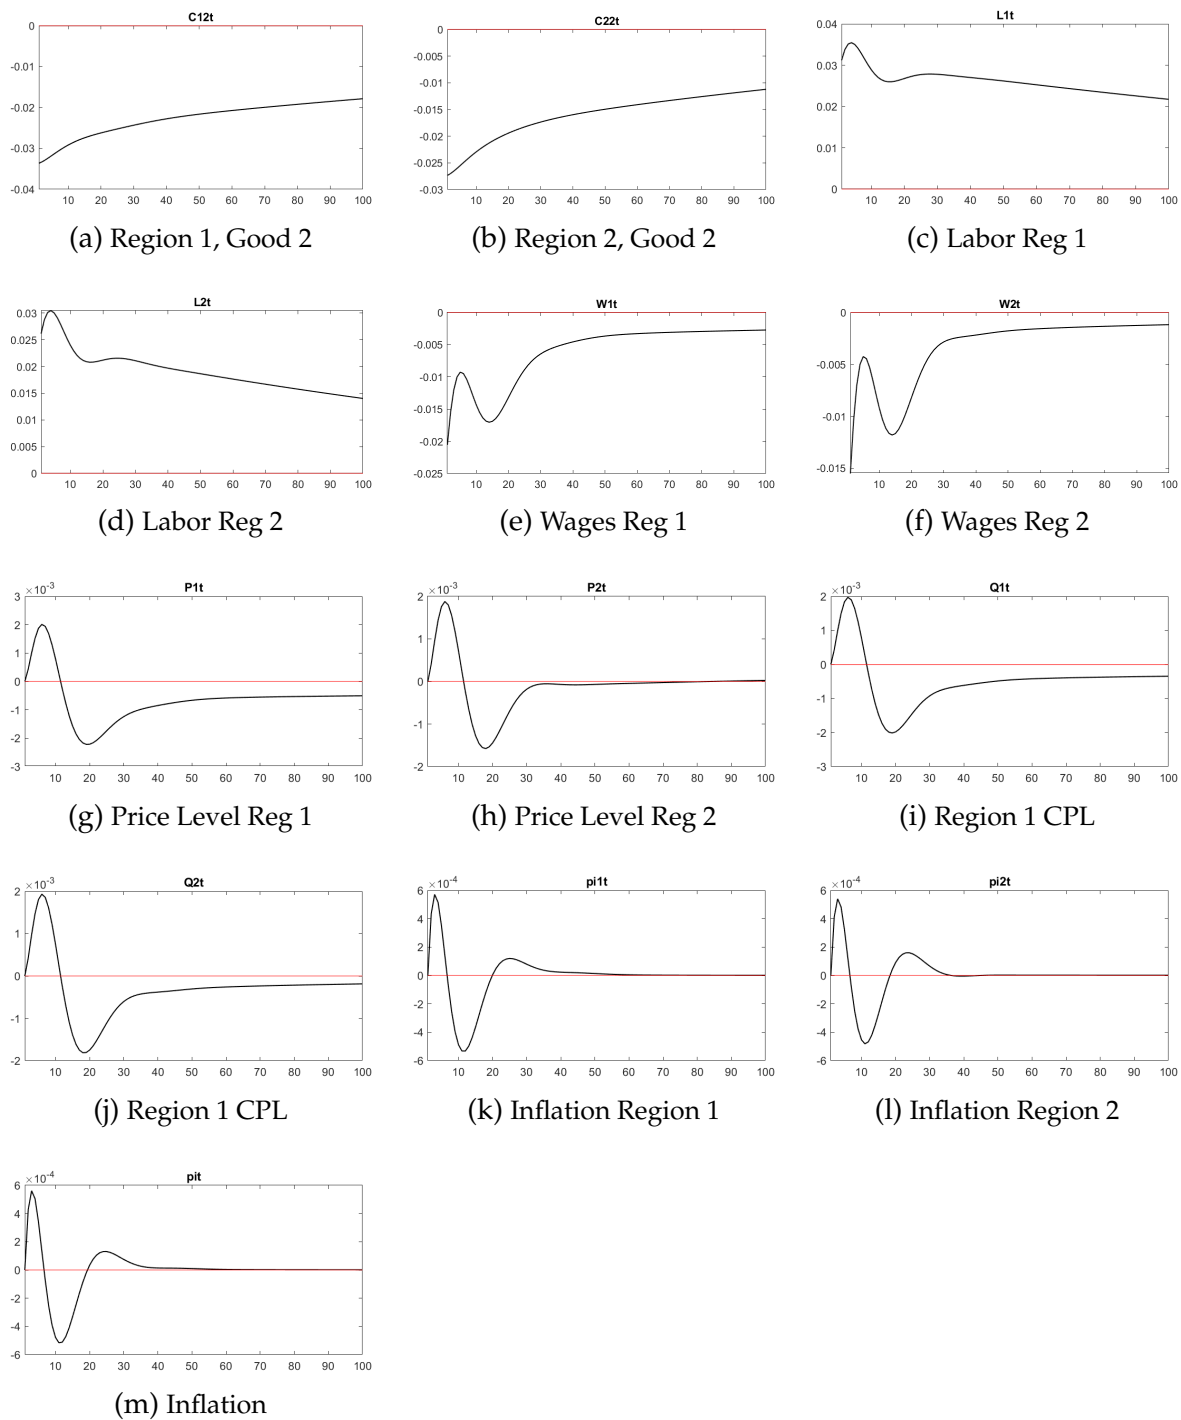 C12t
0
-0.01
-0.02
-0.03
-0.04
10 20 30 40 50 60 70 80 90 100
(a) Region 1, Good 2
C22t
0
-0.005
-0.01
-0.015
-0.02
-0.025
-0.03
10 20 30 40 50 60 70 80 90 100
(b) Region 2, Good 2
L1t
0.04
0.03
0.02
0.01
0
10 20 30 40 50 60 70 80 90 100
(c) Labor Reg 1
L2t
0.03
0.025
0.02
0.015
0.01
0.005
0
10 20 30 40 50 60 70 80 90 100
(d) Labor Reg 2
W1t
0
-0.005
-0.01
-0.015
-0.02
-0.025
10 20 30 40 50 60 70 80 90 100
(e) Wages Reg 1
W2t
0
-0.005
-0.01
-0.015
10 20 30 40 50 60 70 80 90 100
(f) Wages Reg 2
×10⁻³
P1t
3
2
1
0
-1
-2
-3
10 20 30 40 50 60 70 80 90 100
(g) Price Level Reg 1
×10⁻³
P2t
2
1
0
-1
-2
10 20 30 40 50 60 70 80 90 100
(h) Price Level Reg 2
×10⁻³
Q1t
2
1
0
-1
-2
-3
10 20 30 40 50 60 70 80 90 100
(i) Region 1 CPL
×10⁻³
Q2t
2
1
0
-1
-2
10 20 30 40 50 60 70 80 90 100
(j) Region 1 CPL
×10⁻⁴
pi1t
6
4
2
0
-2
-4
-6
10 20 30 40 50 60 70 80 90 100
(k) Inflation Region 1
×10⁻⁴
pi2t
6
4
2
0
-2
-4
-6
10 20 30 40 50 60 70 80 90 100
(l) Inflation Region 2
×10⁻⁴
pit
6
4
2
0
-2
-4
-6
10 20 30 40 50 60 70 80 90 100
(m) Inflation